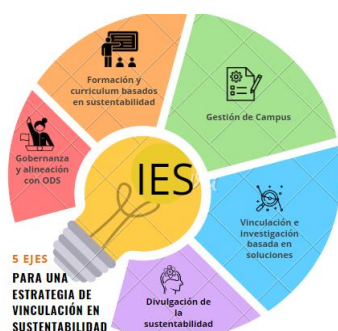 Formación y
curriculum basados
en sustentabilidad
Gestión de Campus
Gobernanza
y alineación
con ODS
IES
Vinculación e
investigación
basada en
soluciones
Divulgación de
la
sustentabilidad
5 EJES
PARA UNA
ESTRATEGIA DE
VINCULACIÓN EN
SUSTENTABILIDAD